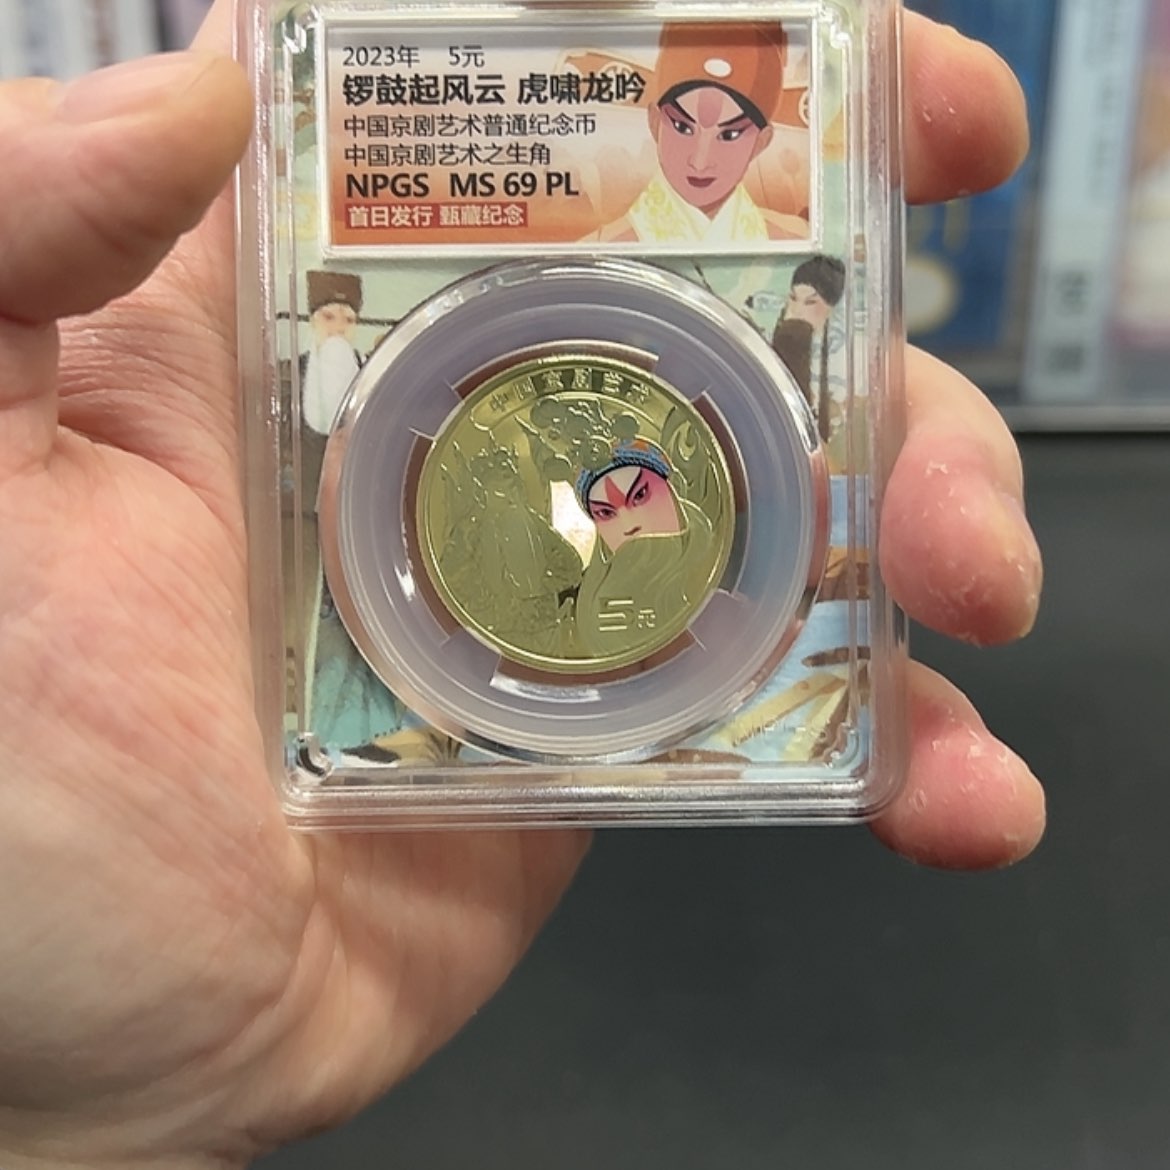 2023年 5元
锣鼓起风云 虎啸龙吟
中国京剧艺术普通纪念币
中国京剧艺术之生角
NPGS MS 69 PL
首日发行 甄藏纪念
中国京剧艺术
5元